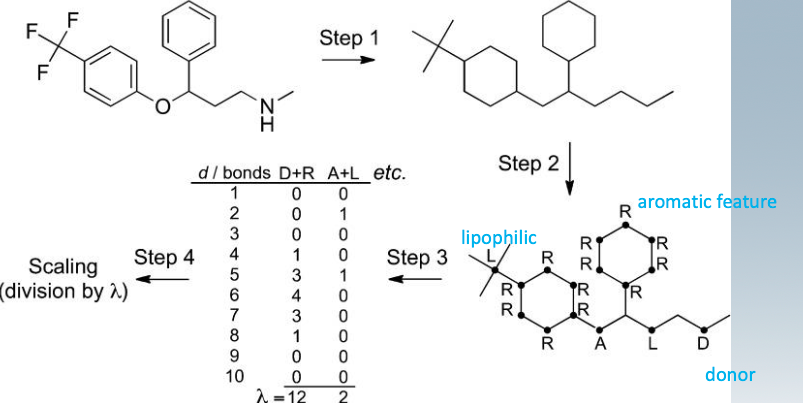 F
F
F
O
N
H
Step 1
Step 2
d / bonds D+R A+L etc.
1 0 0
2 0 1
3 0 0
4 1 0
5 3 1
6 4 0
7 3 0
8 1 0
9 0 0
10 0 0
λ = 12 2
Step 3
Step 4
Scaling
(division by λ)
lipophilic
aromatic feature
L
R
R
R
R
R
R
R
R
R
R
R
R
A
L
D
donor